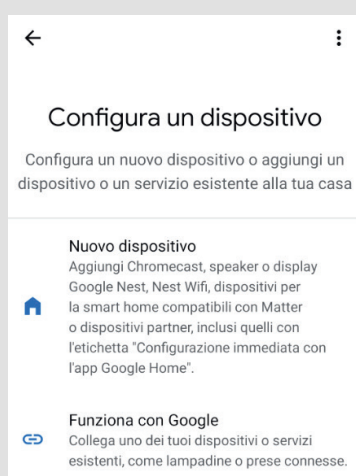 Configura un dispositivo
Configura un nuovo dispositivo o aggiungi un
dispositivo o un servizio esistente alla tua casa
Nuovo dispositivo
Aggiungi Chromecast, speaker o display
Google Nest, Nest Wifi, dispositivi per
la smart home compatibili con Matter
o dispositivi partner, inclusi quelli con
l'etichetta "Configurazione immediata con
l'app Google Home".
Funziona con Google
Collega uno dei tuoi dispositivi o servizi
esistenti, come lampadine o prese connesse.